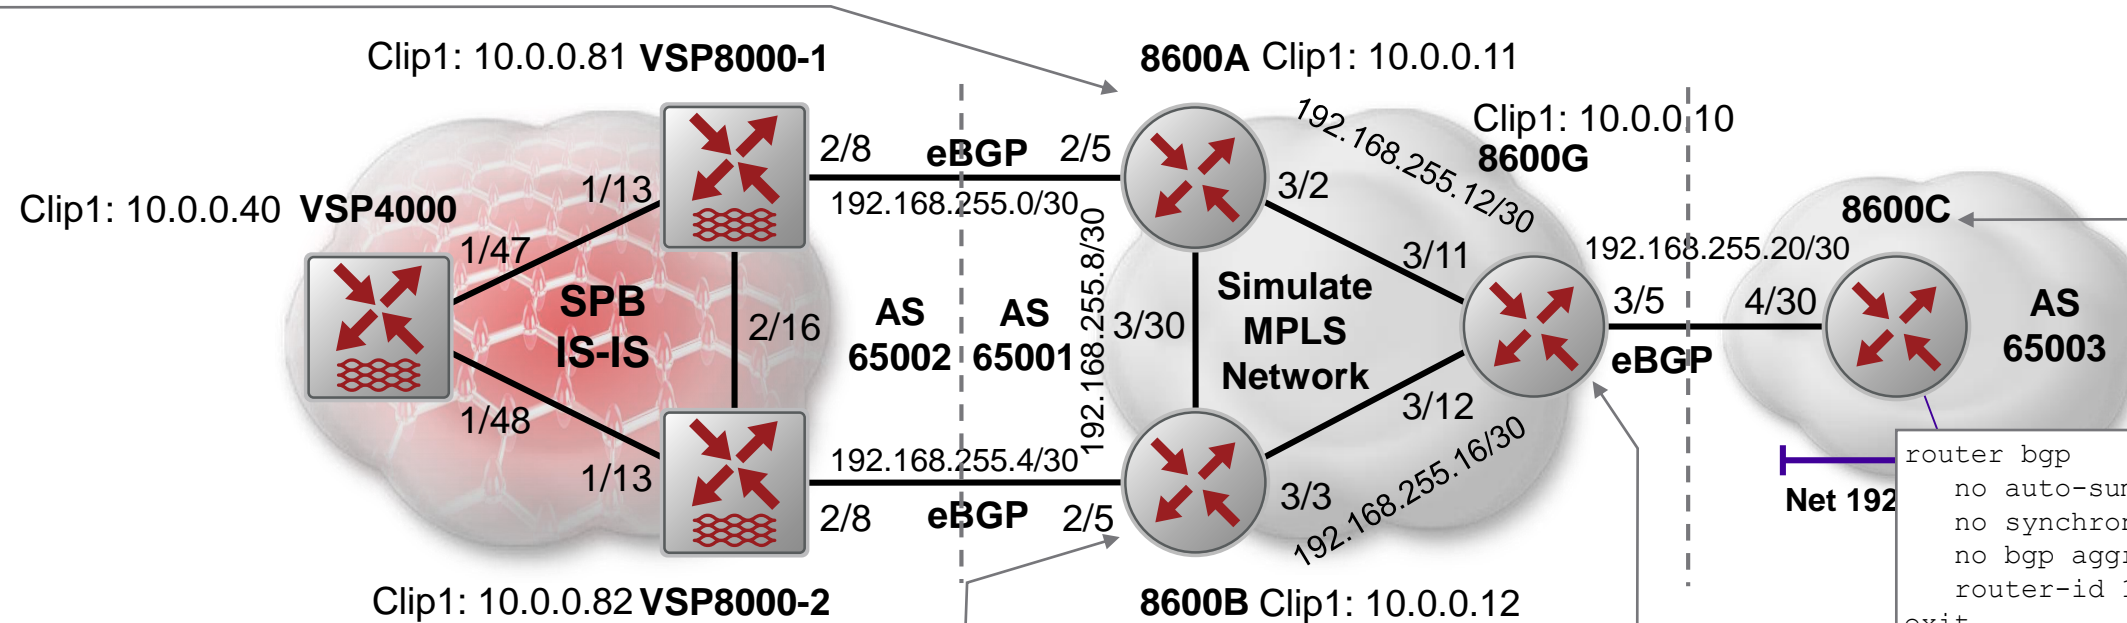 Clip1: 10.0.0.81 VSP8000-1
8600A Clip1: 10.0.0.11
Clip1: 10.0.0.10
8600G
192.168.255.12/30
2/8 eBGP 2/5
192.168.255.0/30
1/13
3/2
Clip1: 10.0.0.40 VSP4000
1/47
8600C
192.168.255.20/30
3/11
192.168.255.8/30
SPB
IS-IS
2/16
AS
65002
AS
65001
3/30
Simulate
MPLS
Network
3/5
4/30
eBGP
AS
65003
1/48
3/12
192.168.255.16/30
1/13
192.168.255.4/30
3/3
2/8 eBGP 2/5
Net 192
router bgp
no auto-sum
no synchron
no bgp aggr
router-id 1
exit
Clip1: 10.0.0.82 VSP8000-2
8600B Clip1: 10.0.0.12